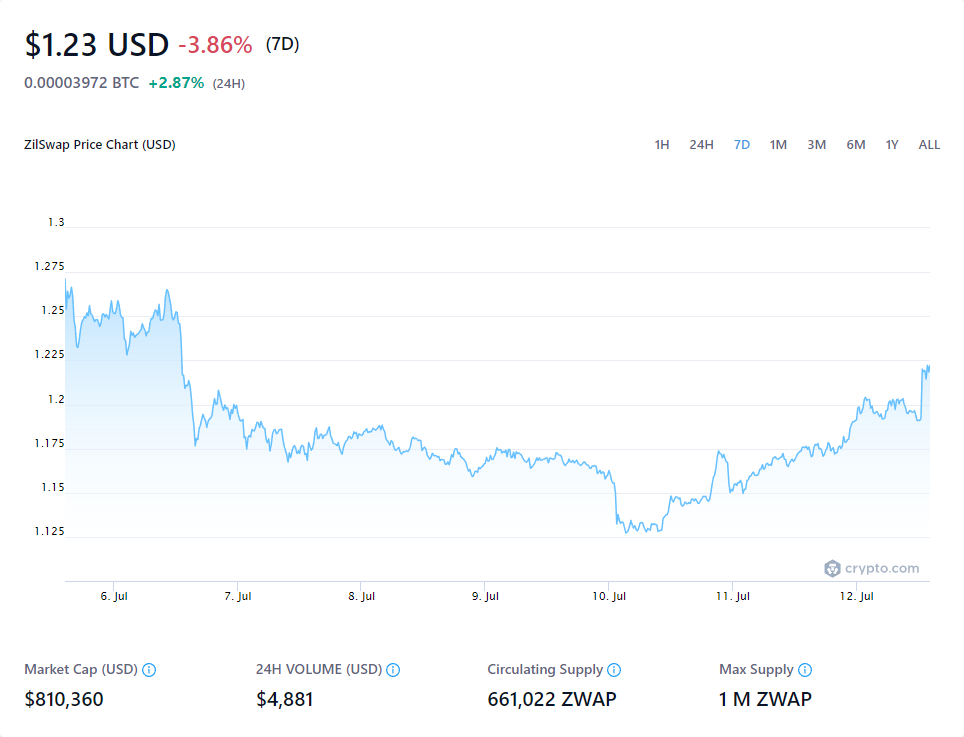 $1.23 USD -3.86% (7D)
0.00003972 BTC +2.87% (24H)
ZilSwap Price Chart (USD) 1H 24H 7D 1M 3M 6M 1Y ALL
1.3
1.275
1.25
1.225
1.2
1.175
1.15
1.125
crypto.com
6. Jul 7. Jul 8. Jul 9. Jul 10. Jul 11. Jul 12. Jul
Market Cap (USD) 24H VOLUME (USD) Circulating Supply Max Supply
$810,360 $4,881 661,022 ZWAP 1 M ZWAP